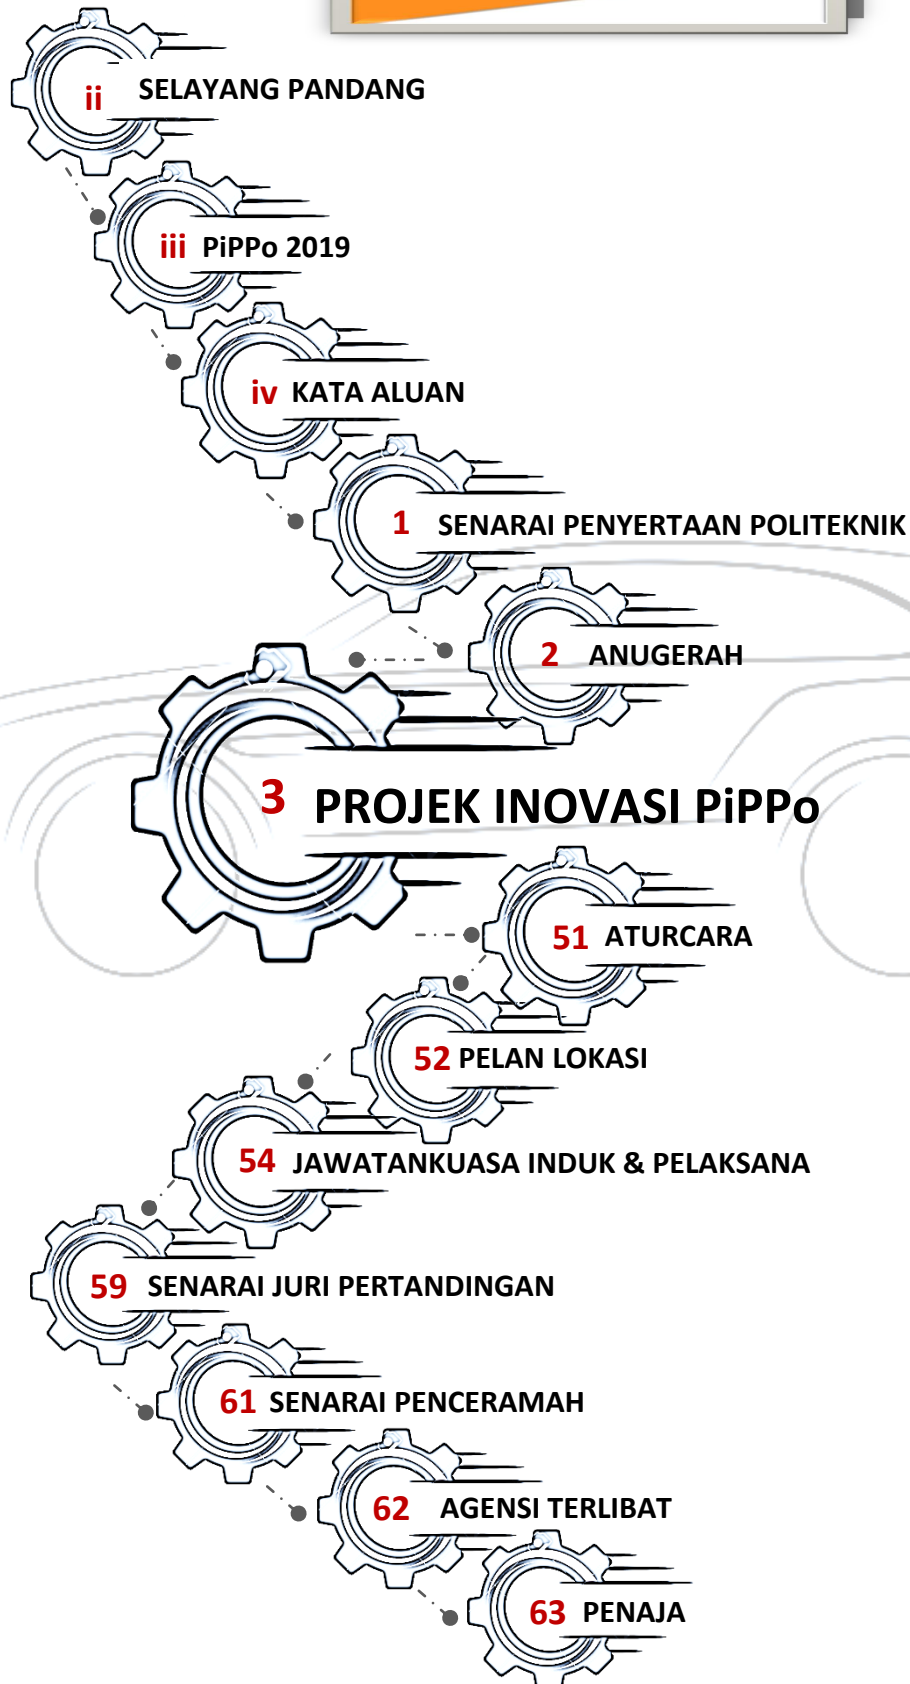 ii SELAYANG PANDANG
iii PiPPo 2019
iv KATA ALUAN
1 SENARAI PENYERTAAN POLITEKNIK
2 ANUGERAH
3 PROJEK INOVASI PiPPo
51 ATURCARA
52 PELAN LOKASI
54 JAWATANKUASA INDUK & PELAKSANA
59 SENARAI JURI PERTANDINGAN
61 SENARAI PENCERAMAH
62 AGENSI TERLIBAT
63 PENAJA